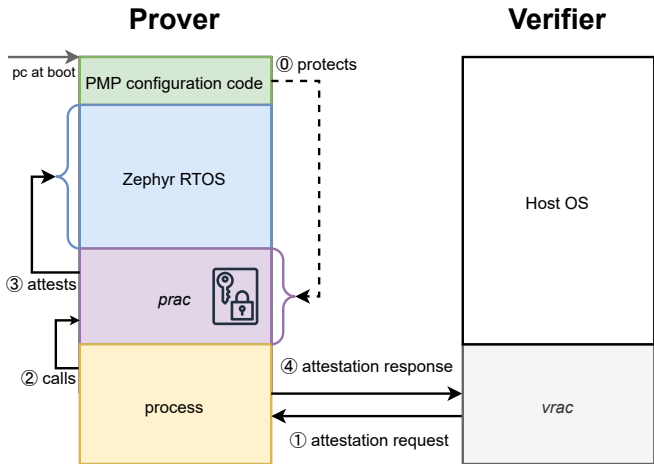 Prover
Verifier
pc at boot
PMP configuration code
⓪ protects
Zephyr RTOS
Host OS
③ attests
prac
② calls
④ attestation response
process
vrac
① attestation request